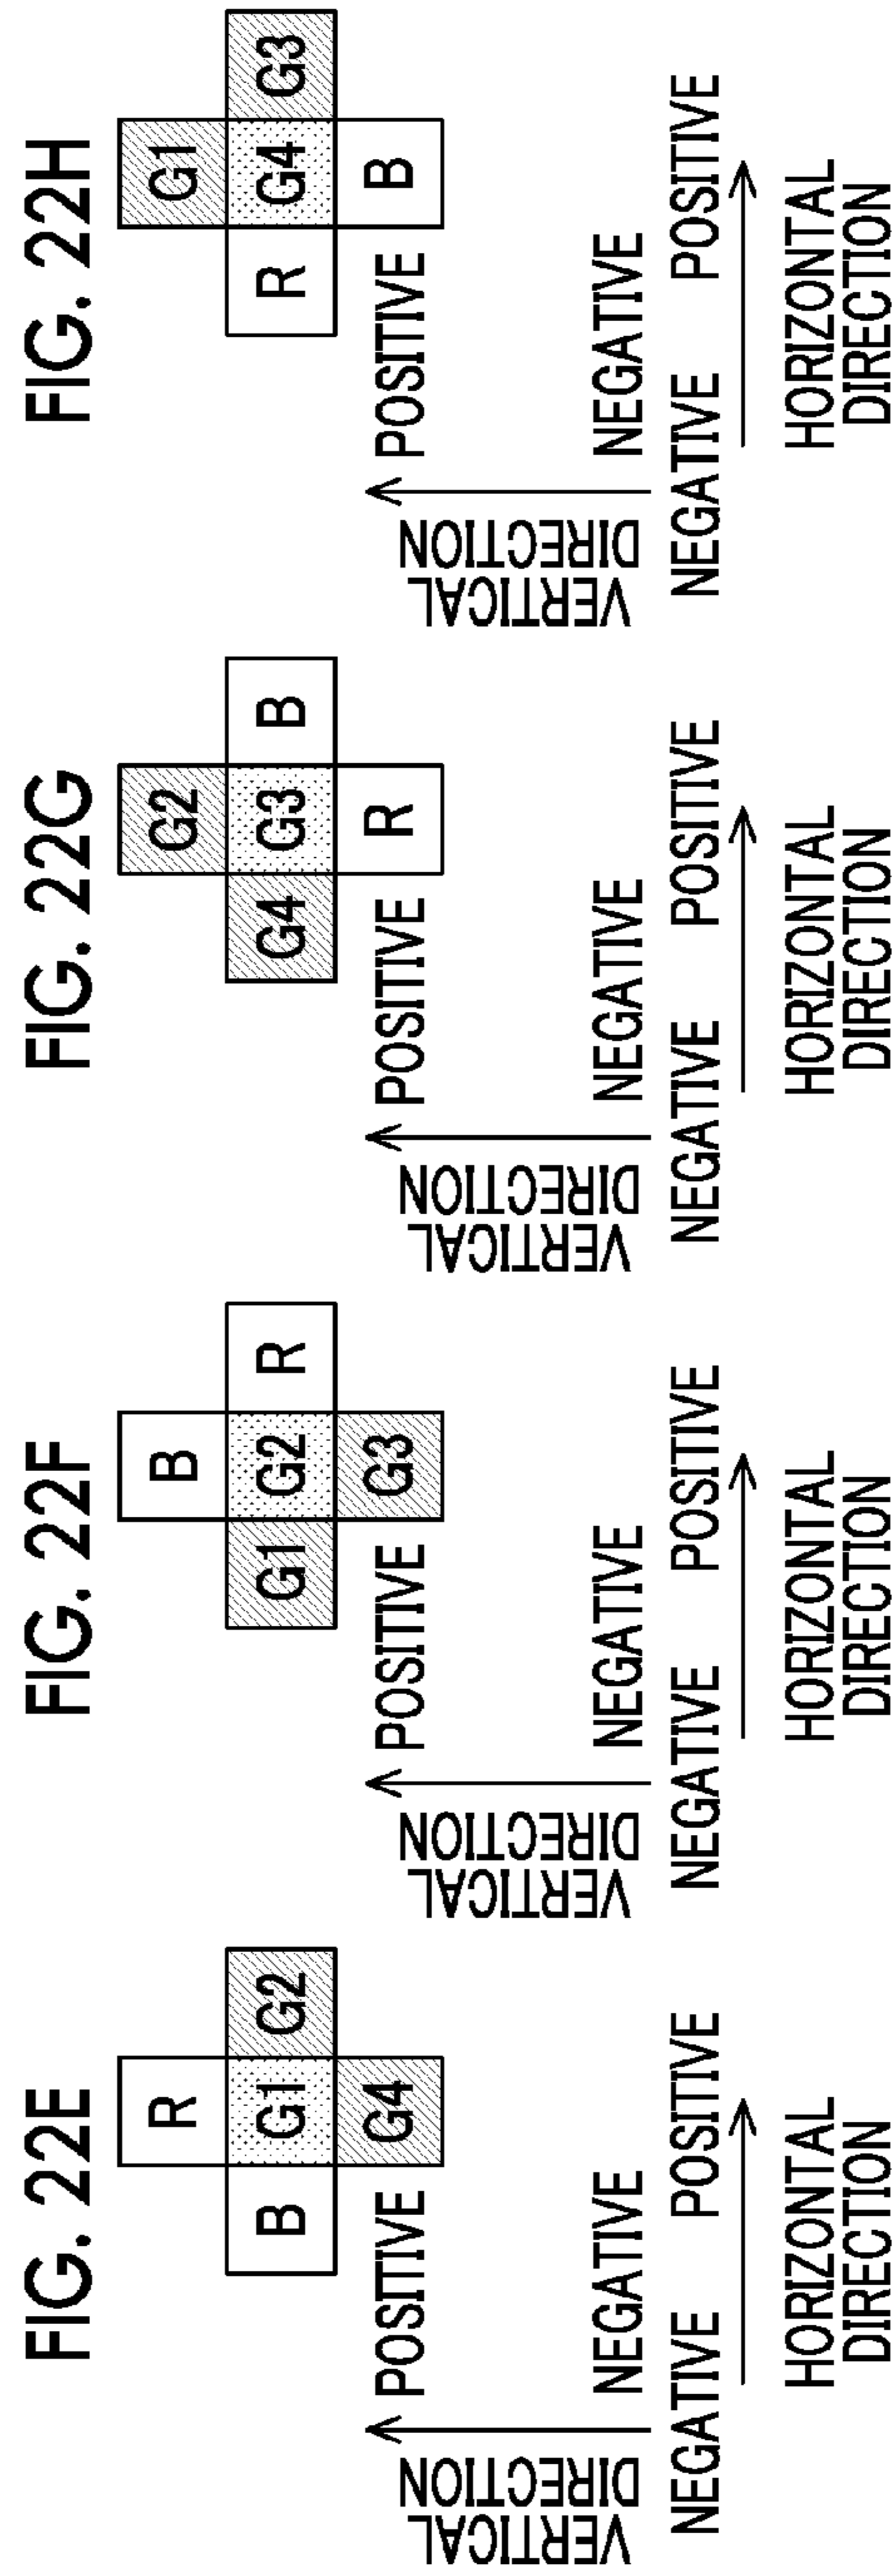 FIG. 22E
R
B G1 G2
G4
POSITIVE
VERTICAL
DIRECTION
NEGATIVE
NEGATIVE POSITIVE
HORIZONTAL
DIRECTION
FIG. 22F
B
G1 G2 R
G3
POSITIVE
VERTICAL
DIRECTION
NEGATIVE
NEGATIVE POSITIVE
HORIZONTAL
DIRECTION
FIG. 22G
G2
G4 G3 B
R
POSITIVE
VERTICAL
DIRECTION
NEGATIVE
NEGATIVE POSITIVE
HORIZONTAL
DIRECTION
FIG. 22H
G1
R G4 G3
B
POSITIVE
VERTICAL
DIRECTION
NEGATIVE
NEGATIVE POSITIVE
HORIZONTAL
DIRECTION